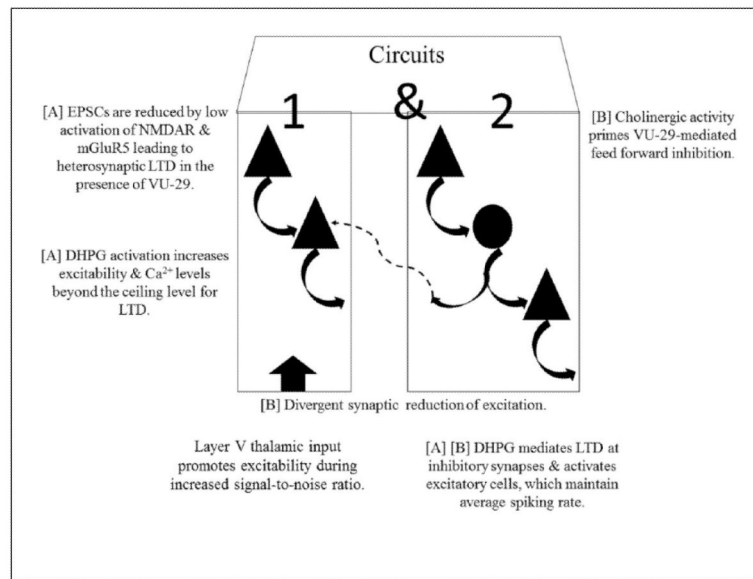 Circuits
1 & 2
[A] EPSCs are reduced by low
activation of NMDAR &
mGluR5 leading to
heterosynaptic LTD in the
presence of VU-29.
[B] Cholinergic activity
primes VU-29-mediated
feed forward inhibition.
[A] DHPG activation increases
excitability & Ca²⁺ levels
beyond the ceiling level for
LTD.
[B] Divergent synaptic reduction of excitation.
Layer V thalamic input
promotes excitability during
increased signal-to-noise ratio.
[A] [B] DHPG mediates LTD at
inhibitory synapses & activates
excitatory cells, which maintain
average spiking rate.